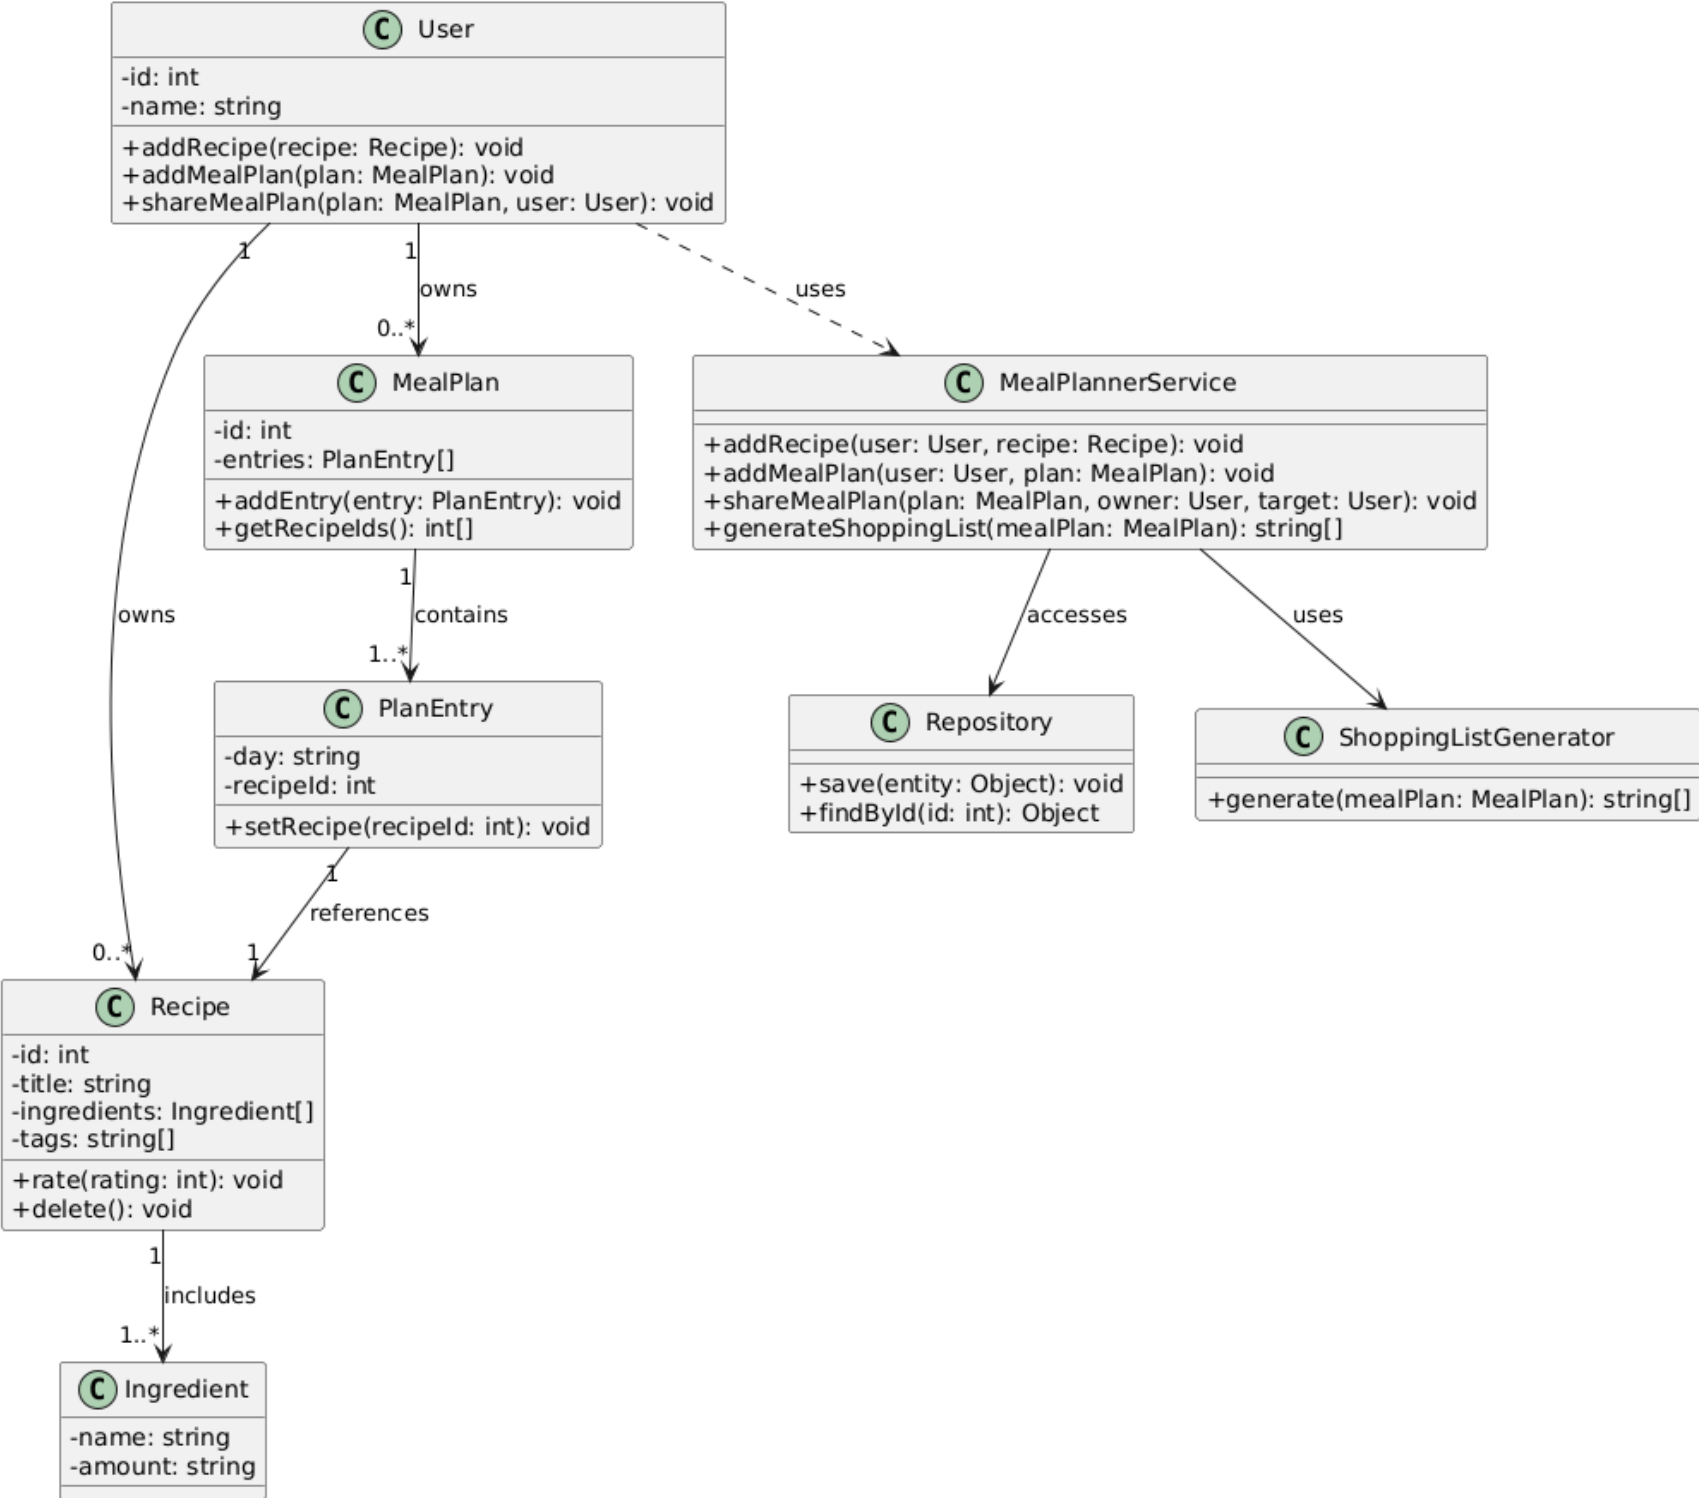 C User
-id: int
-name: string
+addRecipe(recipe: Recipe): void
+addMealPlan(plan: MealPlan): void
+shareMealPlan(plan: MealPlan, user: User): void
1
1
owns
uses
0..*
C MealPlan
-id: int
-entries: PlanEntry[]
+addEntry(entry: PlanEntry): void
+getRecipeIds(): int[]
C MealPlannerService
+addRecipe(user: User, recipe: Recipe): void
+addMealPlan(user: User, plan: MealPlan): void
+shareMealPlan(plan: MealPlan, owner: User, target: User): void
+generateShoppingList(mealPlan: MealPlan): string[]
1
owns
contains
accesses
uses
1..*
C PlanEntry
-day: string
-recipeId: int
+setRecipe(recipeId: int): void
C Repository
+save(entity: Object): void
+findById(id: int): Object
C ShoppingListGenerator
+generate(mealPlan: MealPlan): string[]
1
references
0..*
1
C Recipe
-id: int
-title: string
-ingredients: Ingredient[]
-tags: string[]
+rate(rating: int): void
+delete(): void
1
includes
1..*
C Ingredient
-name: string
-amount: string